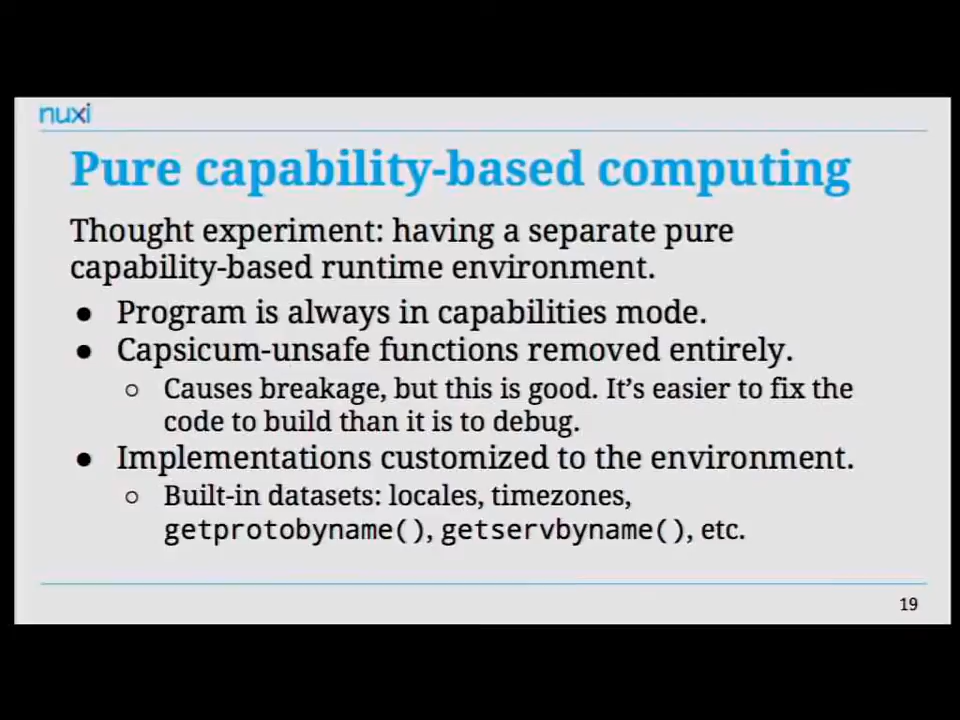 nuxi
Pure capability-based computing
Thought experiment: having a separate pure
capability-based runtime environment.
● Program is always in capabilities mode.
● Capsicum-unsafe functions removed entirely.
○ Causes breakage, but this is good. It’s easier to fix the
code to build than it is to debug.
● Implementations customized to the environment.
○ Built-in datasets: locales, timezones,
getprotobyname(), getservbyname(), etc.
19